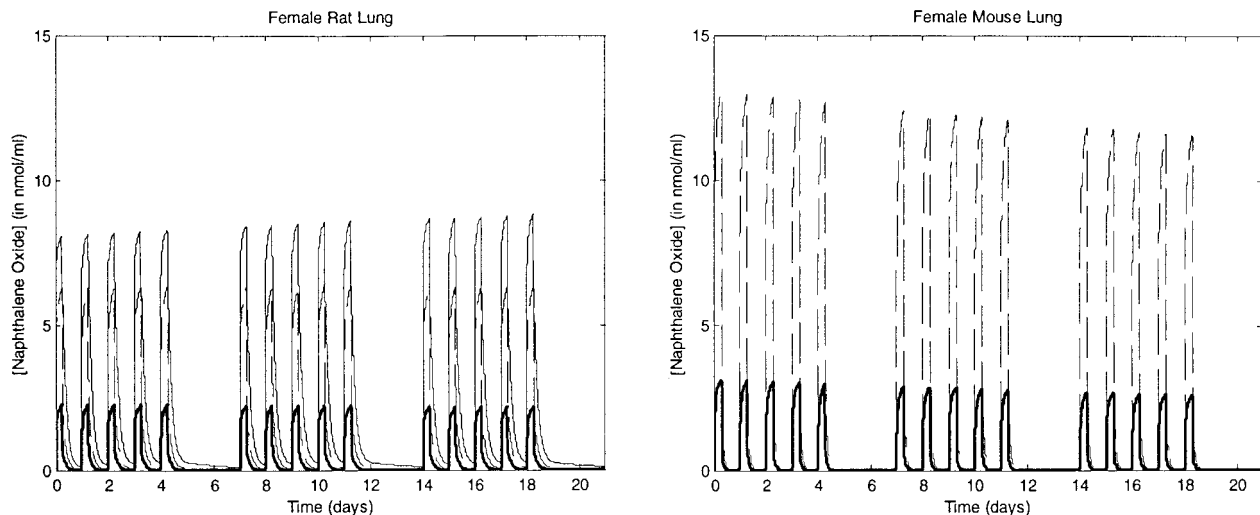 Female Rat Lung
15
10
5
0
[Naphthalene Oxide] (in nmol/ml)
0 2 4 6 8 10 12 14 16 18 20
Time (days)
Female Mouse Lung
15
10
5
0
[Naphthalene Oxide] (in nmol/ml)
0 2 4 6 8 10 12 14 16 18 20
Time (days)